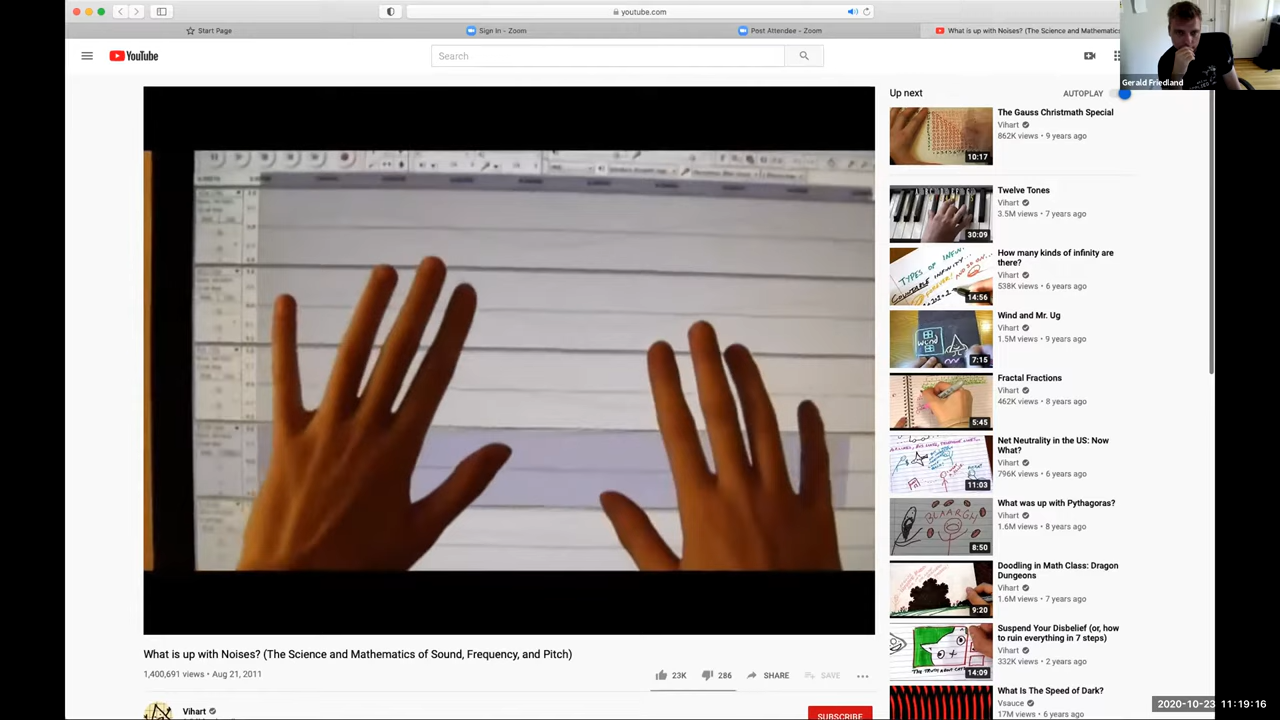 youtube.com
Start Page
Sign In - Zoom
Post Attendee - Zoom
What is up with Noises? (The Science and Mathematics
YouTube
Search
Gerald Friedland
Up next
AUTOPLAY
The Gauss Christmath Special
Vihart
862K views • 9 years ago
10:17
Twelve Tones
Vihart
3.5M views • 7 years ago
30:09
How many kinds of infinity are
there?
Vihart
538K views • 6 years ago
TYPES OF INFIN
14:56
Wind and Mr. Ug
Vihart
1.5M views • 9 years ago
wind
7:15
Fractal Fractions
Vihart
462K views • 8 years ago
5:45
Net Neutrality in the US: Now
What?
Vihart
796K views • 6 years ago
11:03
What was up with Pythagoras?
Vihart
1.6M views • 8 years ago
8:50
Doodling in Math Class: Dragon
Dungeons
Vihart
1.6M views • 7 years ago
9:20
Suspend Your Disbelief (or, how
to ruin everything in 7 steps)
Vihart
332K views • 2 years ago
14:09
What Is The Speed of Dark?
Vsauce
17M views • 6 years ago
What is up with Noises? (The Science and Mathematics of Sound, Frequency, and Pitch)
1,400,691 views • Aug 21, 2011
23K
286
SHARE
SAVE
Vihart
SUBSCRIBE
2020-10-23 11:19:16